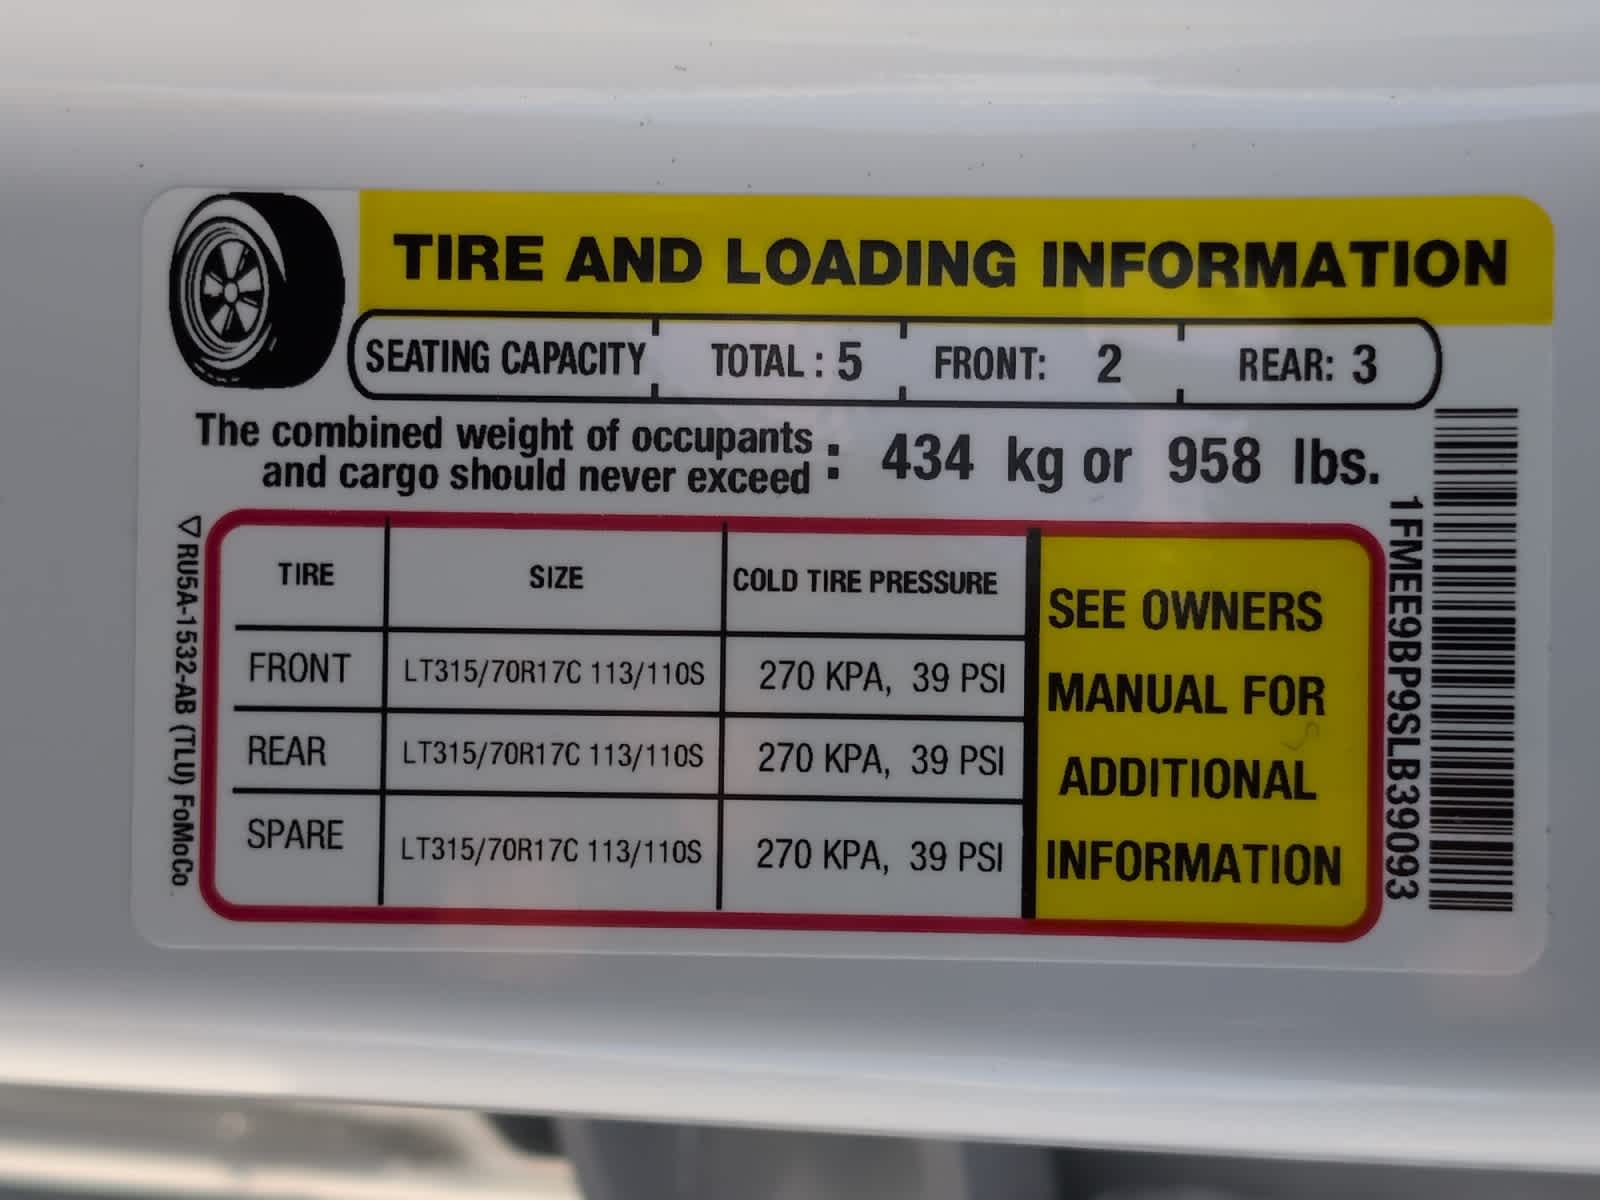 TIRE AND LOADING INFORMATION
SEATING CAPACITY TOTAL : 5 FRONT: 2 REAR: 3
The combined weight of occupants
and cargo should never exceed : 434 kg or 958 lbs.
TIRE SIZE COLD TIRE PRESSURE
FRONT LT315/70R17C 113/110S 270 KPA, 39 PSI
REAR LT315/70R17C 113/110S 270 KPA, 39 PSI
SPARE LT315/70R17C 113/110S 270 KPA, 39 PSI
SEE OWNERS
MANUAL FOR
ADDITIONAL
INFORMATION
RU5A-1532-AB (TLU) FoMoCo
1FMEE9BP9SLB39093